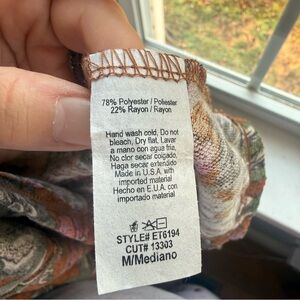 78% Polyester / Poliester
22% Rayon / Rayon
Hand wash cold, Do not
bleach, Dry flat, Lavar
a mano con agua fria,
No clor secar colgado,
Haga secar extendido
Made in U.S.A. with
imported material
Hecho en E.U.A. con
importado material
STYLE# ET6194
CUT# 13303
M/Mediano